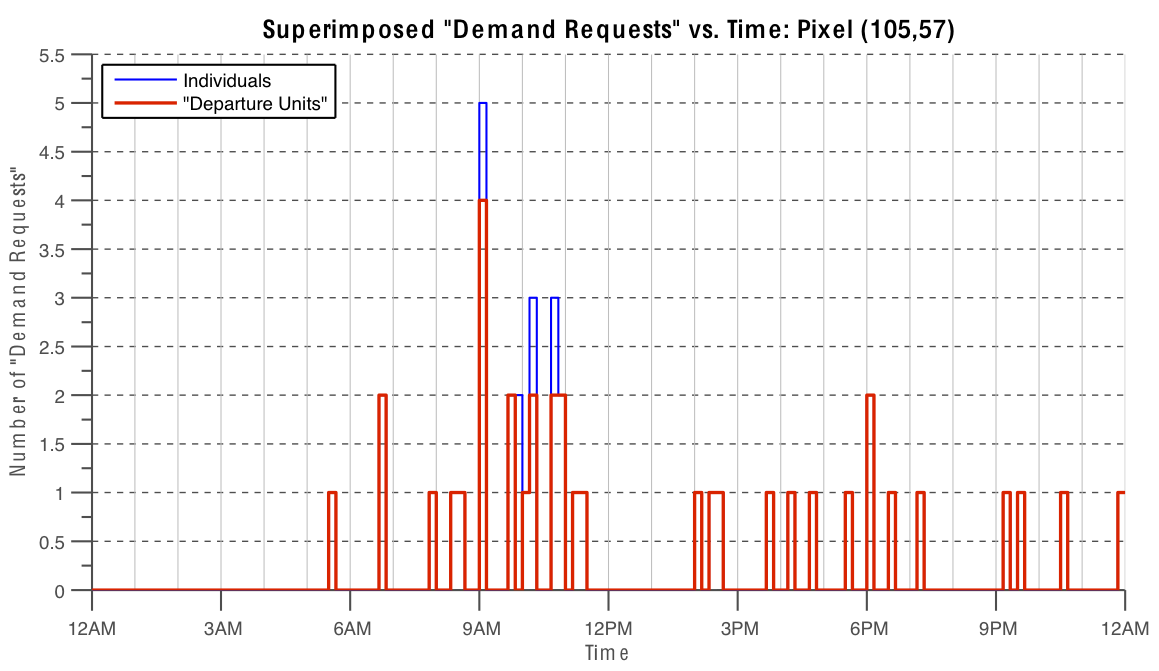 Superimposed "Demand Requests" vs. Time: Pixel (105,57)
Individuals
"Departure Units"
Number of "Demand Requests"
5.5
5
4.5
4
3.5
3
2.5
2
1.5
1
0.5
0
12AM 3AM 6AM 9AM 12PM 3PM 6PM 9PM 12AM
Time